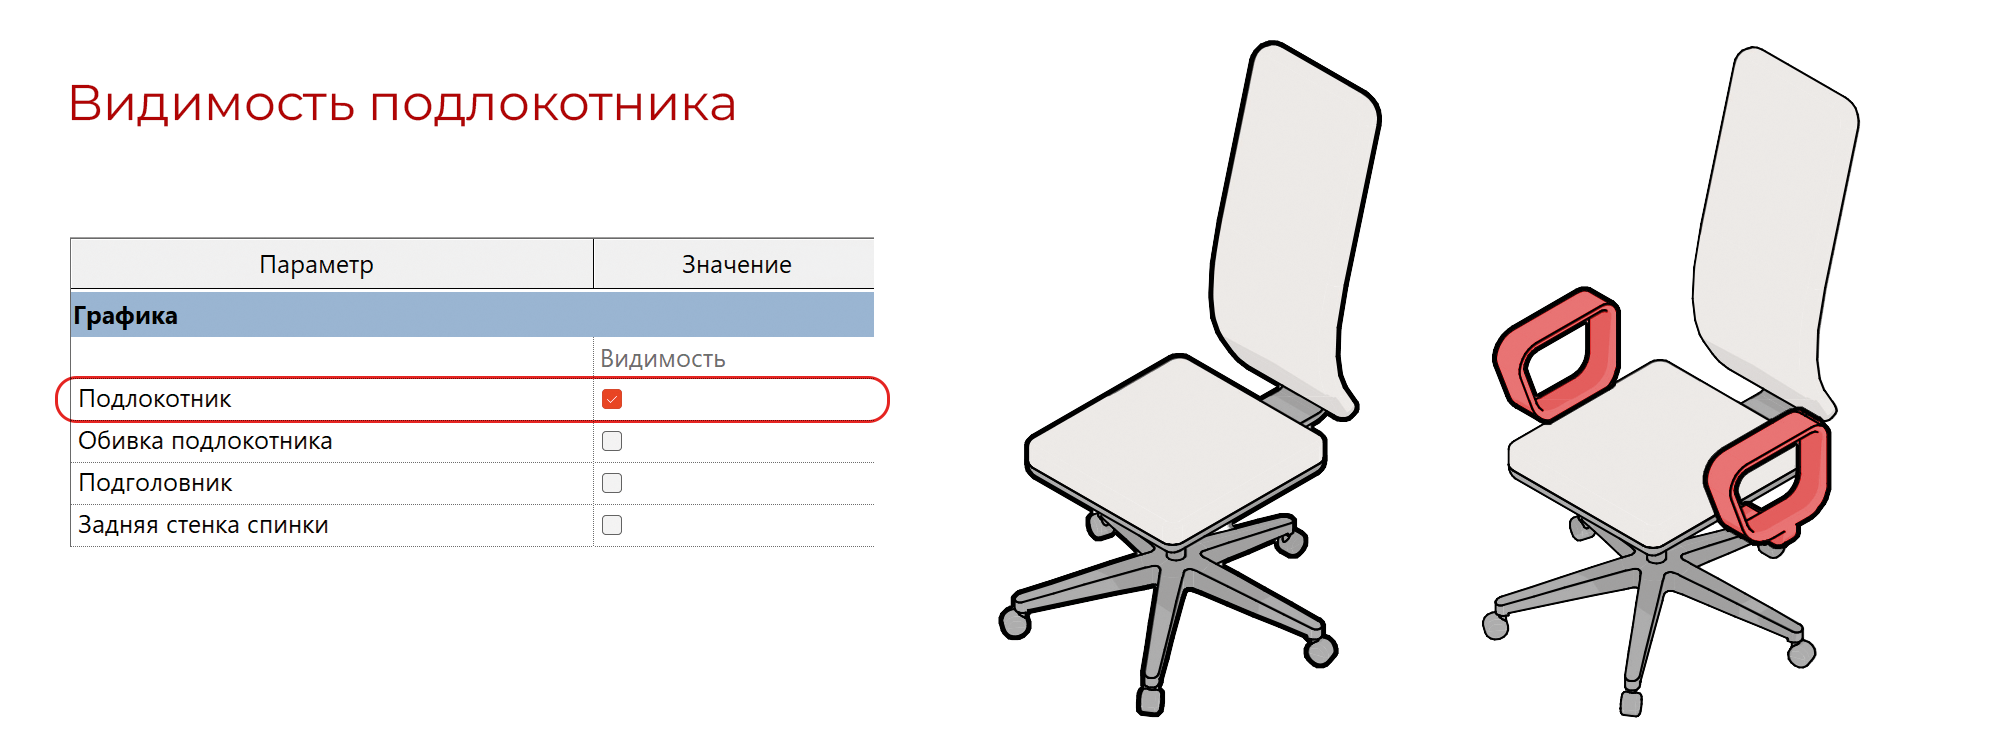 Видимость подлокотника
Параметр Значение
Графика
Видимость
Подлокотник
Обивка подлокотника
Подголовник
Задняя стенка спинки